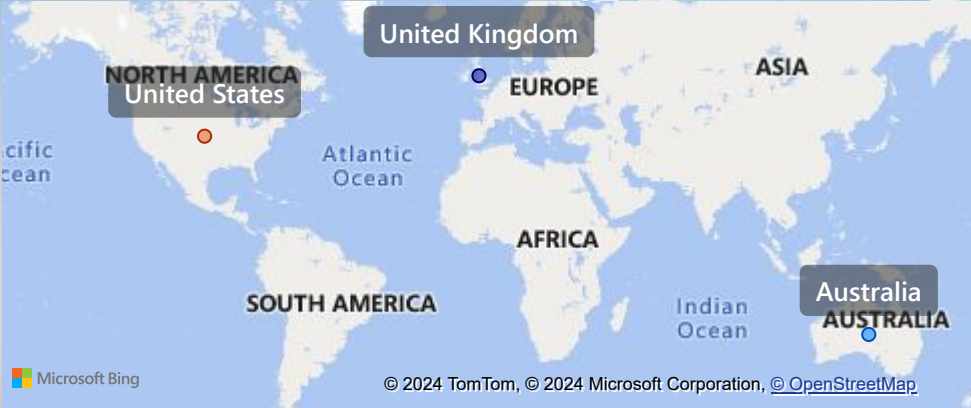 United Kingdom
NORTH AMERICA
United States
EUROPE
ASIA
cific
cean
Atlantic
Ocean
AFRICA
SOUTH AMERICA
Indian
Ocean
Australia
AUSTRALIA
Microsoft Bing
© 2024 TomTom, © 2024 Microsoft Corporation, © OpenStreetMap